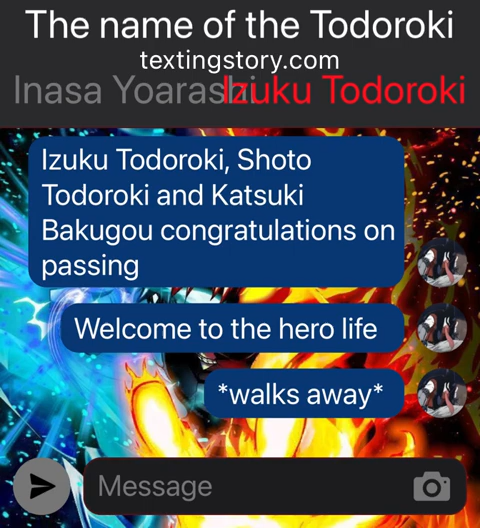 The name of the Todoroki
textingstory.com
Inasa Yoarashi Izuku Todoroki
Izuku Todoroki, Shoto
Todoroki and Katsuki
Bakugou congratulations on
passing
Welcome to the hero life
*walks away*
Message